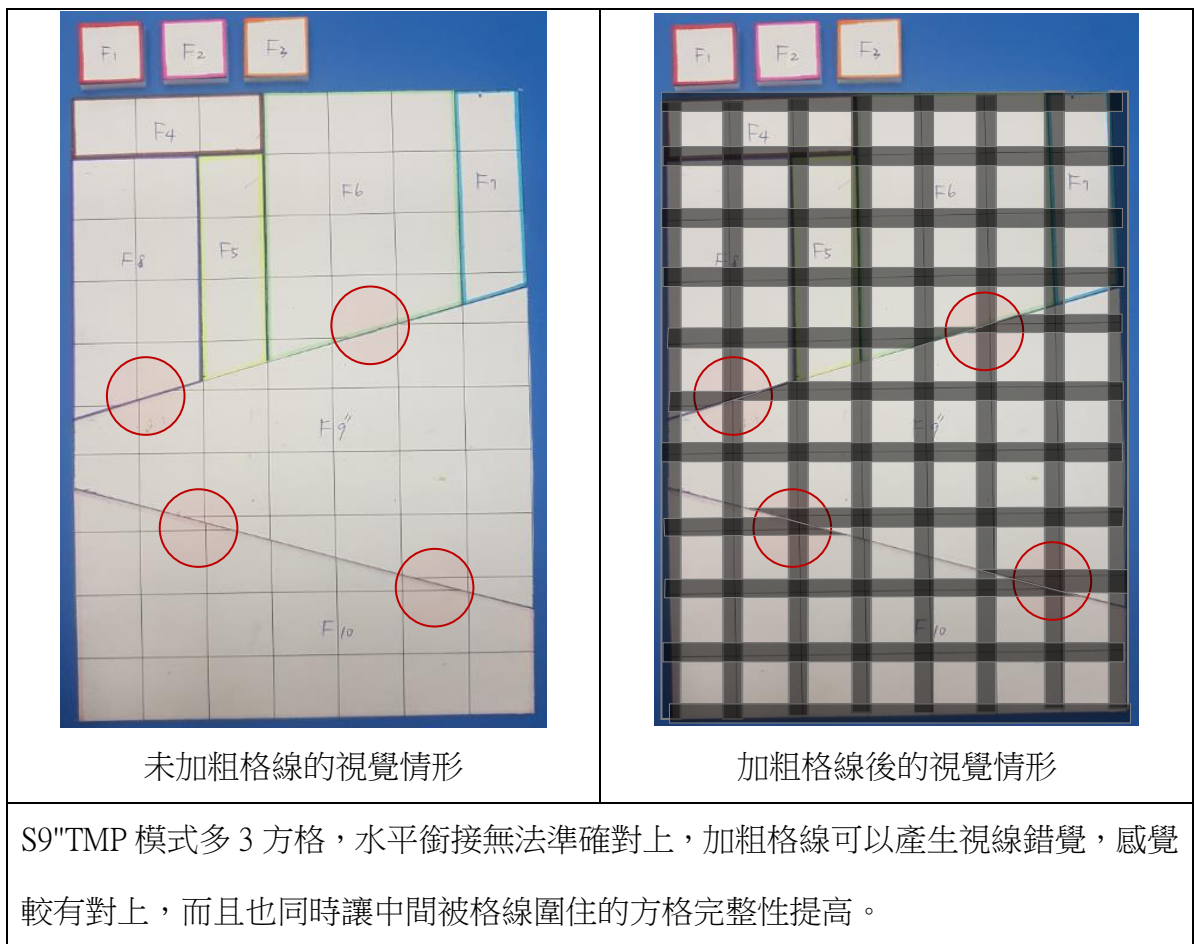 F1 F2 F3
F4
F6
F7
F8
F5
F9"
F10
F1 F2 F3
F4
F6
F7
F8
F5
F9"
F10
未加粗格線的視覺情形
加粗格線後的視覺情形
S9"TMP 模式多 3 方格，水平銜接無法準確對上，加粗格線可以產生視線錯覺，感覺
較有對上，而且也同時讓中間被格線圍住的方格完整性提高。